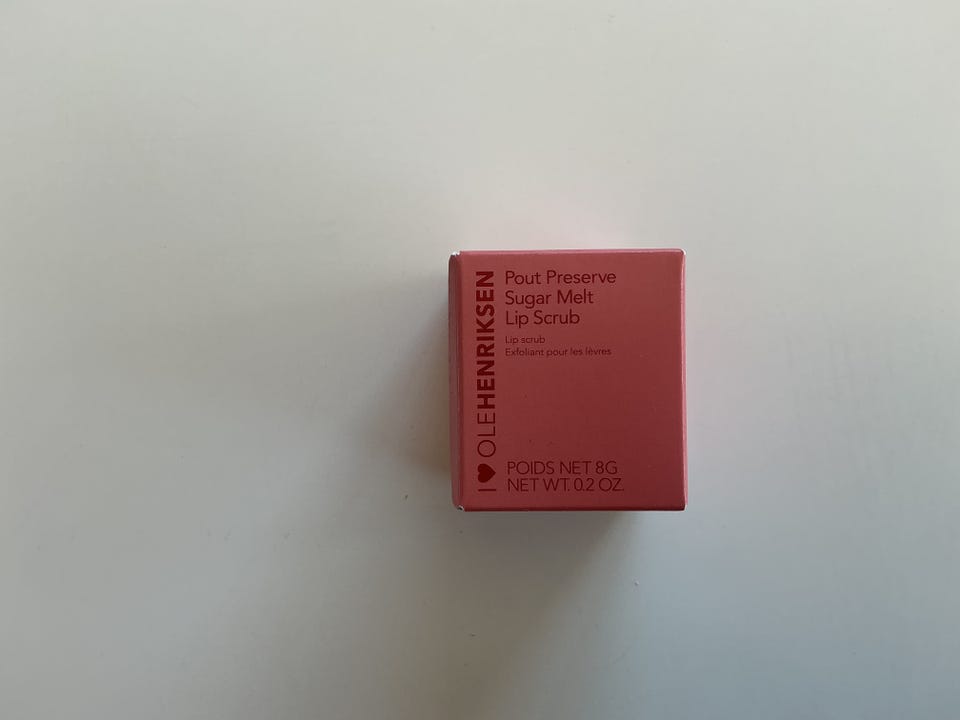 I ♥ OLEHENRIKSEN
Pout Preserve
Sugar Melt
Lip Scrub
Lip scrub
Exfoliant pour les lèvres
POIDS NET 8G
NET WT. 0.2 OZ.